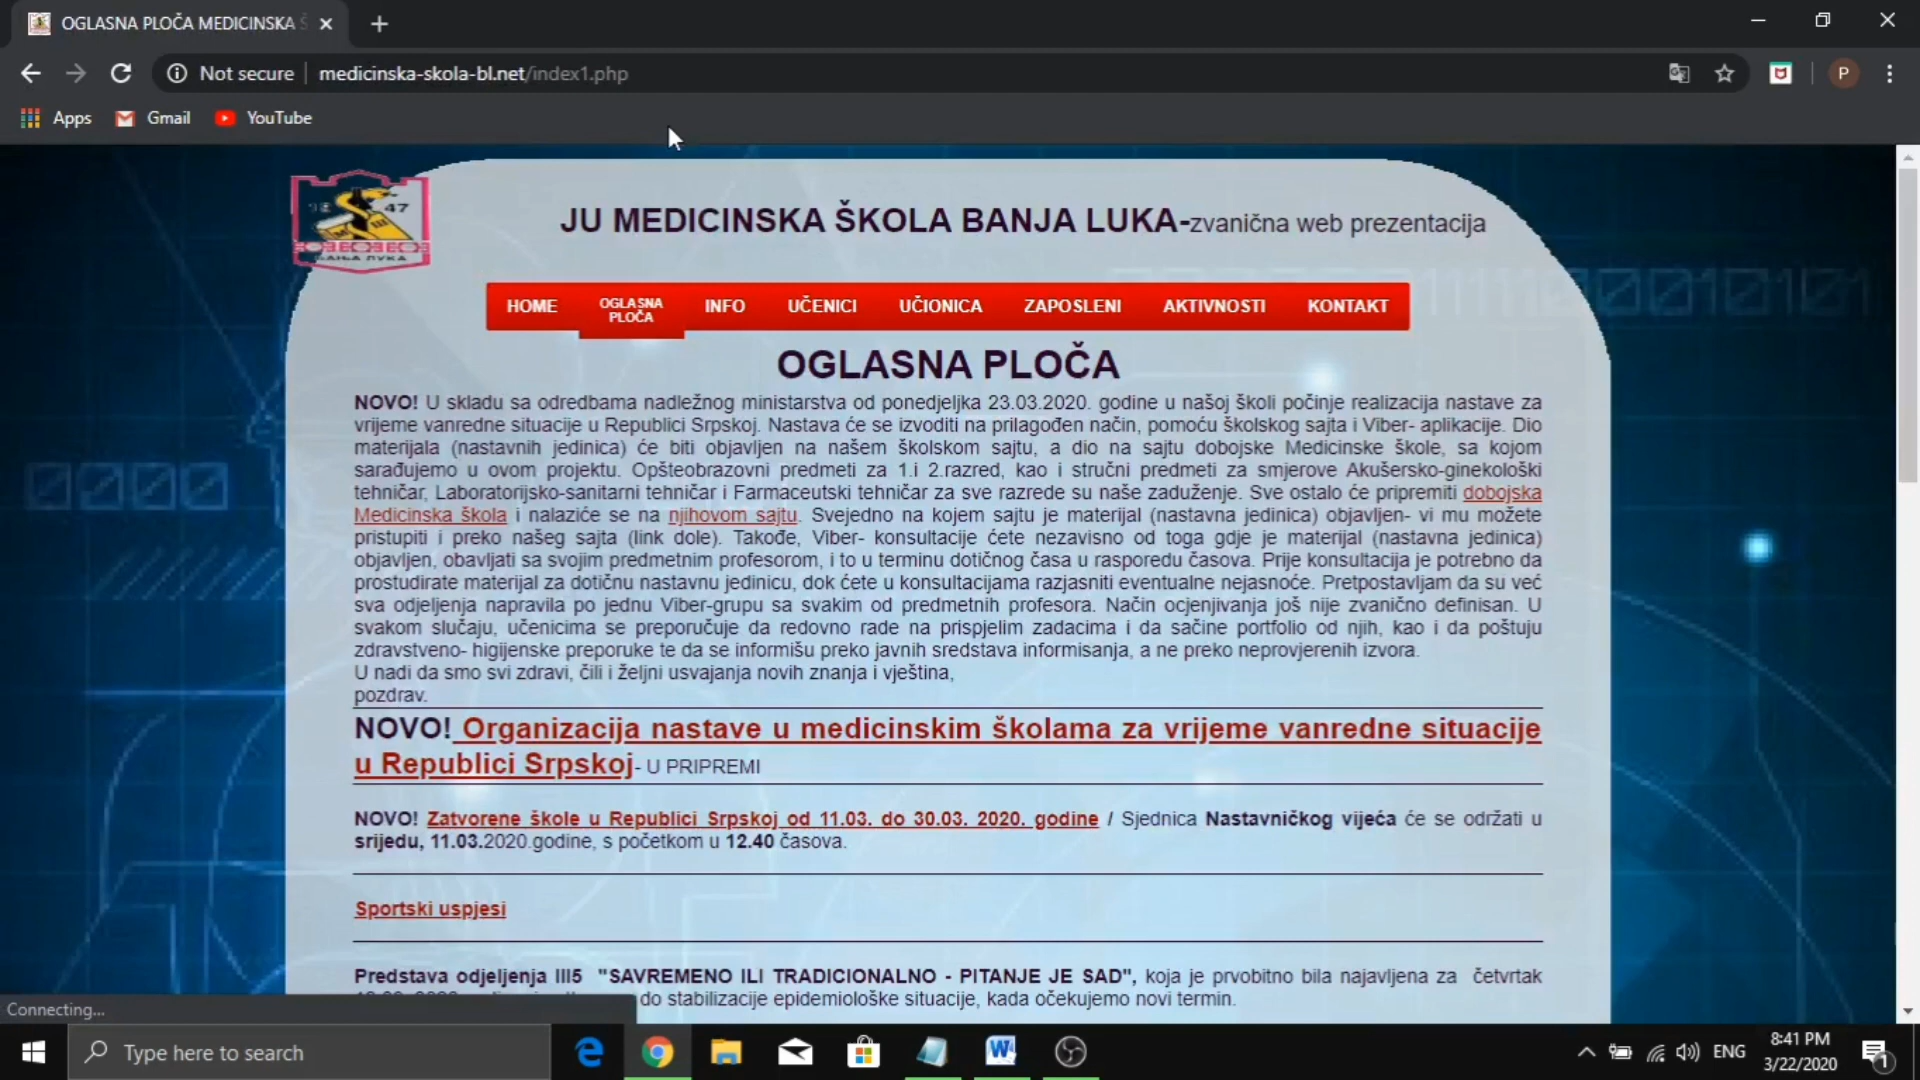 OGLASNA PLOČA MEDICINSKA
Not secure
medicinska-skola-bl.net/index1.php
P
Apps
Gmail
YouTube
47
JU MEDICINSKA ŠKOLA BANJA LUKA-zvanična web prezentacija
HOME
OGLASNA
PLOČA
INFO
UČENICI
UČIONICA
ZAPOSLENI
AKTIVNOSTI
KONTAKT
OGLASNA PLOČA
NOVO! U skladu sa odredbama nadležnog ministarstva od ponedjeljka 23.03.2020. godine u našoj školi počinje realizacija nastave za
vrijeme vanredne situacije u Republici Srpskoj. Nastava će se izvoditi na prilagođen način, pomoću školskog sajta i Viber- aplikacije. Dio
materijala (nastavnih jedinica) će biti objavljen na našem školskom sajtu, a dio na sajtu dobojske Medicinske škole, sa kojom
sarađujemo u ovom projektu. Opšteobrazovni predmeti za 1.i 2.razred, kao i stručni predmeti za smjerove Akušersko-ginekološki
tehničar, Laboratorijsko-sanitarni tehničar i Farmaceutski tehničar za sve razrede su naše zaduženje. Sve ostalo će pripremiti dobojska
Medicinska škola i nalaziće se na njihovom sajtu. Svejedno na kojem sajtu je materijal (nastavna jedinica) objavljen- vi mu možete
pristupiti i preko našeg sajta (link dole). Takođe, Viber- konsultacije ćete nezavisno od toga gdje je materijal (nastavna jedinica)
objavljen, obavljati sa svojim predmetnim profesorom, i to u terminu dotičnog časa u rasporedu časova. Prije konsultacija je potrebno da
prostudirate materijal za dotičnu nastavnu jedinicu, dok ćete u konsultacijama razjasniti eventualne nejasnoće. Pretpostavljam da su već
sva odjeljenja napravila po jednu Viber-grupu sa svakim od predmetnih profesora. Način ocjenjivanja još nije zvanično definisan. U
svakom slučaju, učenicima se preporučuje da redovno rade na prispjelim zadacima i da sačine portfolio od njih, kao i da poštuju
zdravstveno- higijenske preporuke te da se informišu preko javnih sredstava informisanja, a ne preko neprovjerenih izvora.
U nadi da smo svi zdravi, čili i željni usvajanja novih znanja i vještina,
pozdrav.
NOVO! Organizacija nastave u medicinskim školama za vrijeme vanredne situacije
u Republici Srpskoj- U PRIPREMI
NOVO! Zatvorene škole u Republici Srpskoj od 11.03. do 30.03. 2020. godine / Sjednica Nastavničkog vijeća će se održati u
srijedu, 11.03.2020.godine, s početkom u 12.40 časova.
Sportski uspjesi
Predstava odjeljenja III5 "SAVREMENO ILI TRADICIONALNO - PITANJE JE SAD", koja je prvobitno bila najavljena za četvrtak
do stabilizacije epidemiološke situacije, kada očekujemo novi termin.
Connecting...
Type here to search
ENG
8:41 PM
3/22/2020
1